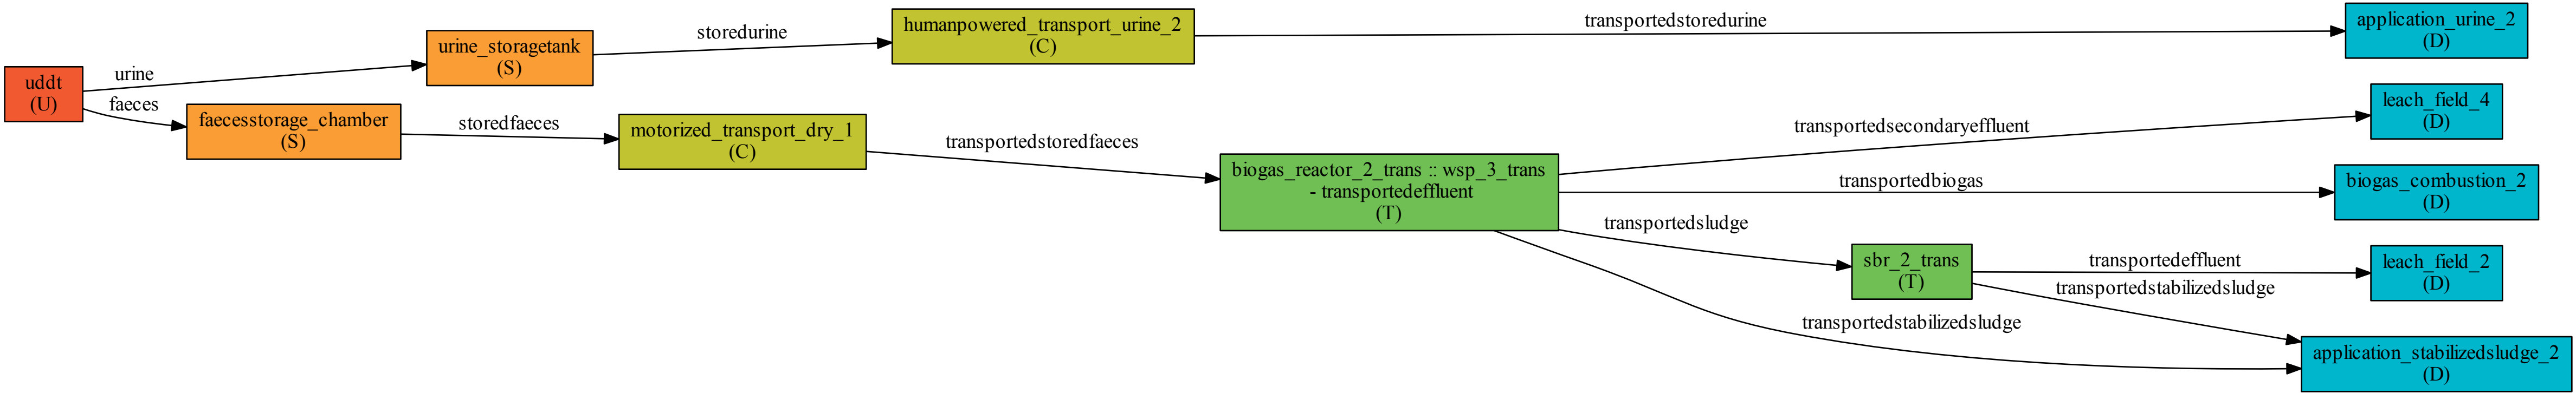 uddt
(U)
urine
faeces
urine_storagetank
(S)
faecesstorage_chamber
(S)
storedurine
storedfaeces
humanpowered_transport_urine_2
(C)
motorized_transport_dry_1
(C)
transportedstoredurine
transportedstoredfaeces
biogas_reactor_2_trans :: wsp_3_trans
- transportedeffluent
(T)
transportedsecondaryeffluent
transportedbiogas
transportedsludge
transportedstabilizedsludge
sbr_2_trans
(T)
transportedeffluent
transportedstabilizedsludge
application_urine_2
(D)
leach_field_4
(D)
biogas_combustion_2
(D)
leach_field_2
(D)
application_stabilizedsludge_2
(D)